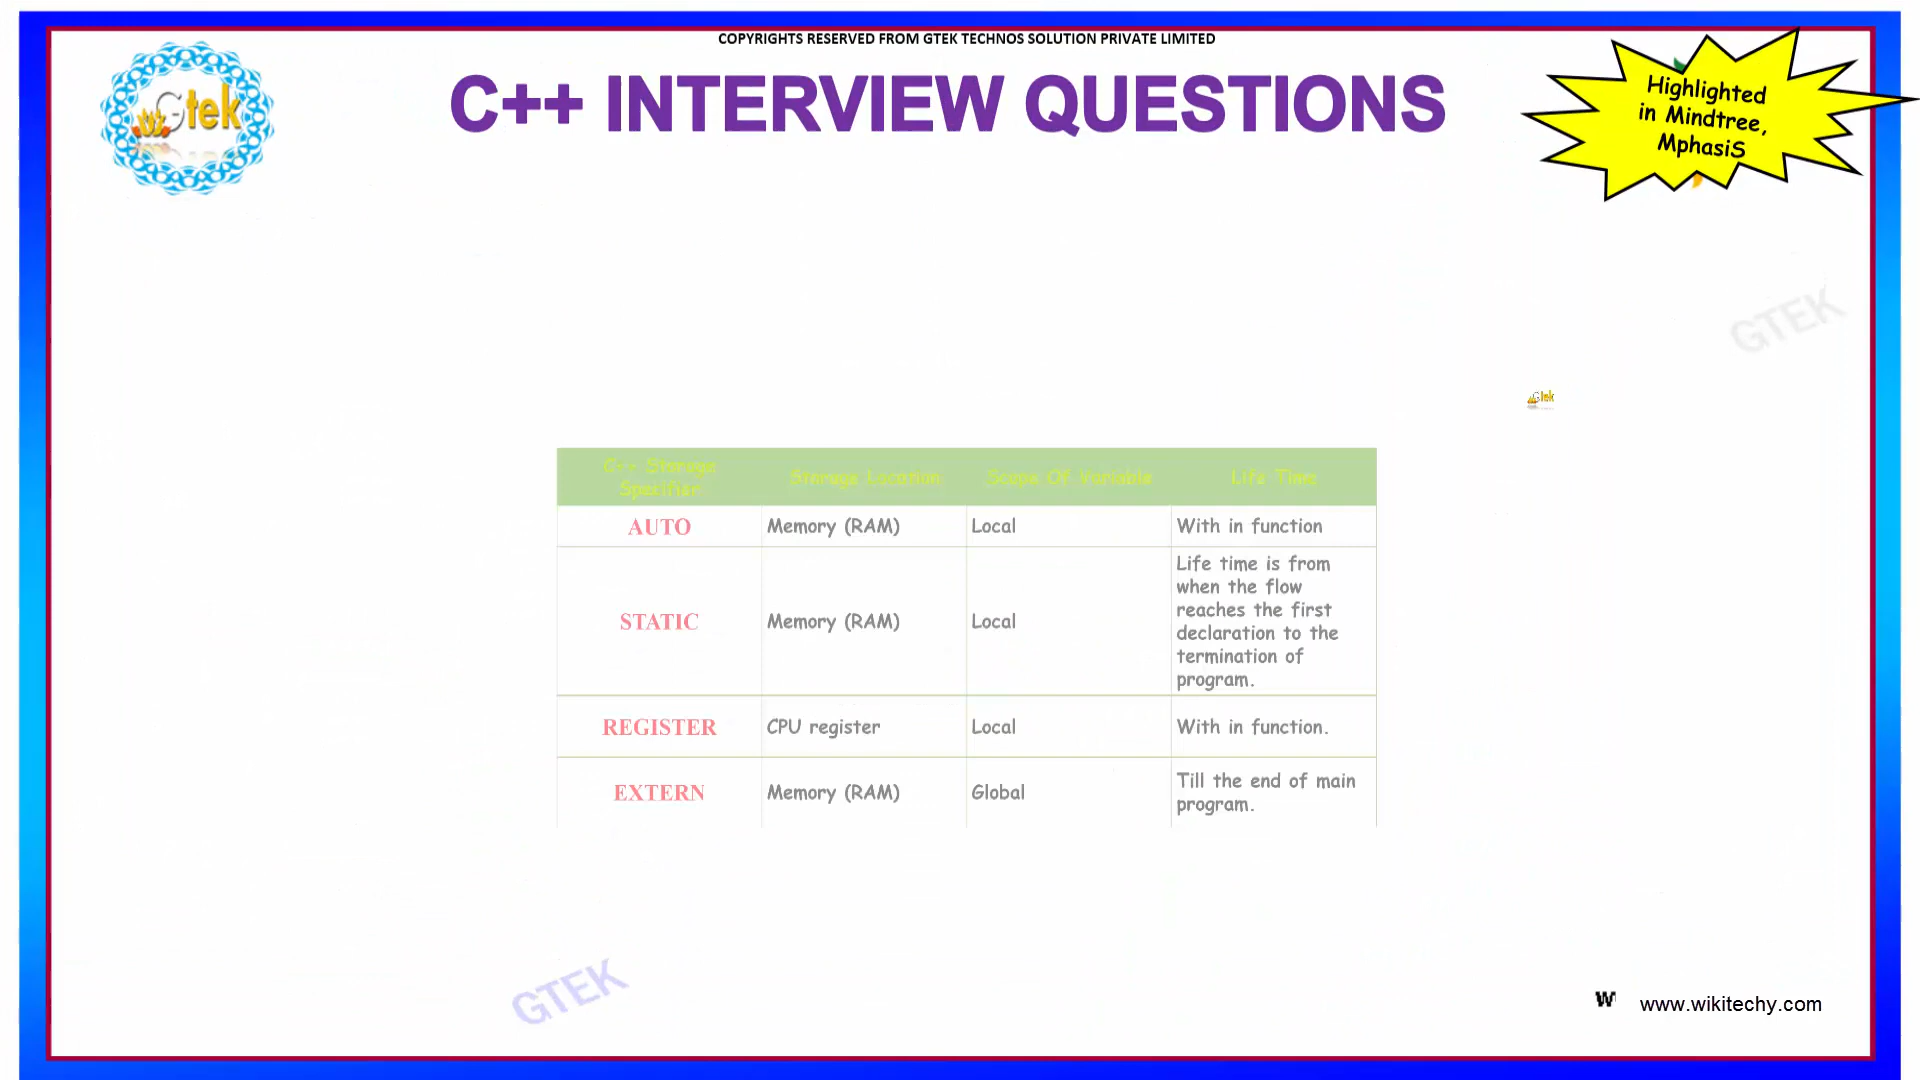 COPYRIGHTS RESERVED FROM GTEK TECHNOS SOLUTION PRIVATE LIMITED
Gtek
C++ INTERVIEW QUESTIONS
Highlighted
in Mindtree,
MphasiS
GTEK
Gtek
C++ Storage
Specifier
Storage Location
Scope Of Variable
Life Time
AUTO
Memory (RAM)
Local
With in function
STATIC
Memory (RAM)
Local
Life time is from
when the flow
reaches the first
declaration to the
termination of
program.
REGISTER
CPU register
Local
With in function.
EXTERN
Memory (RAM)
Global
Till the end of main
program.
GTEK
W
www.wikitechy.com